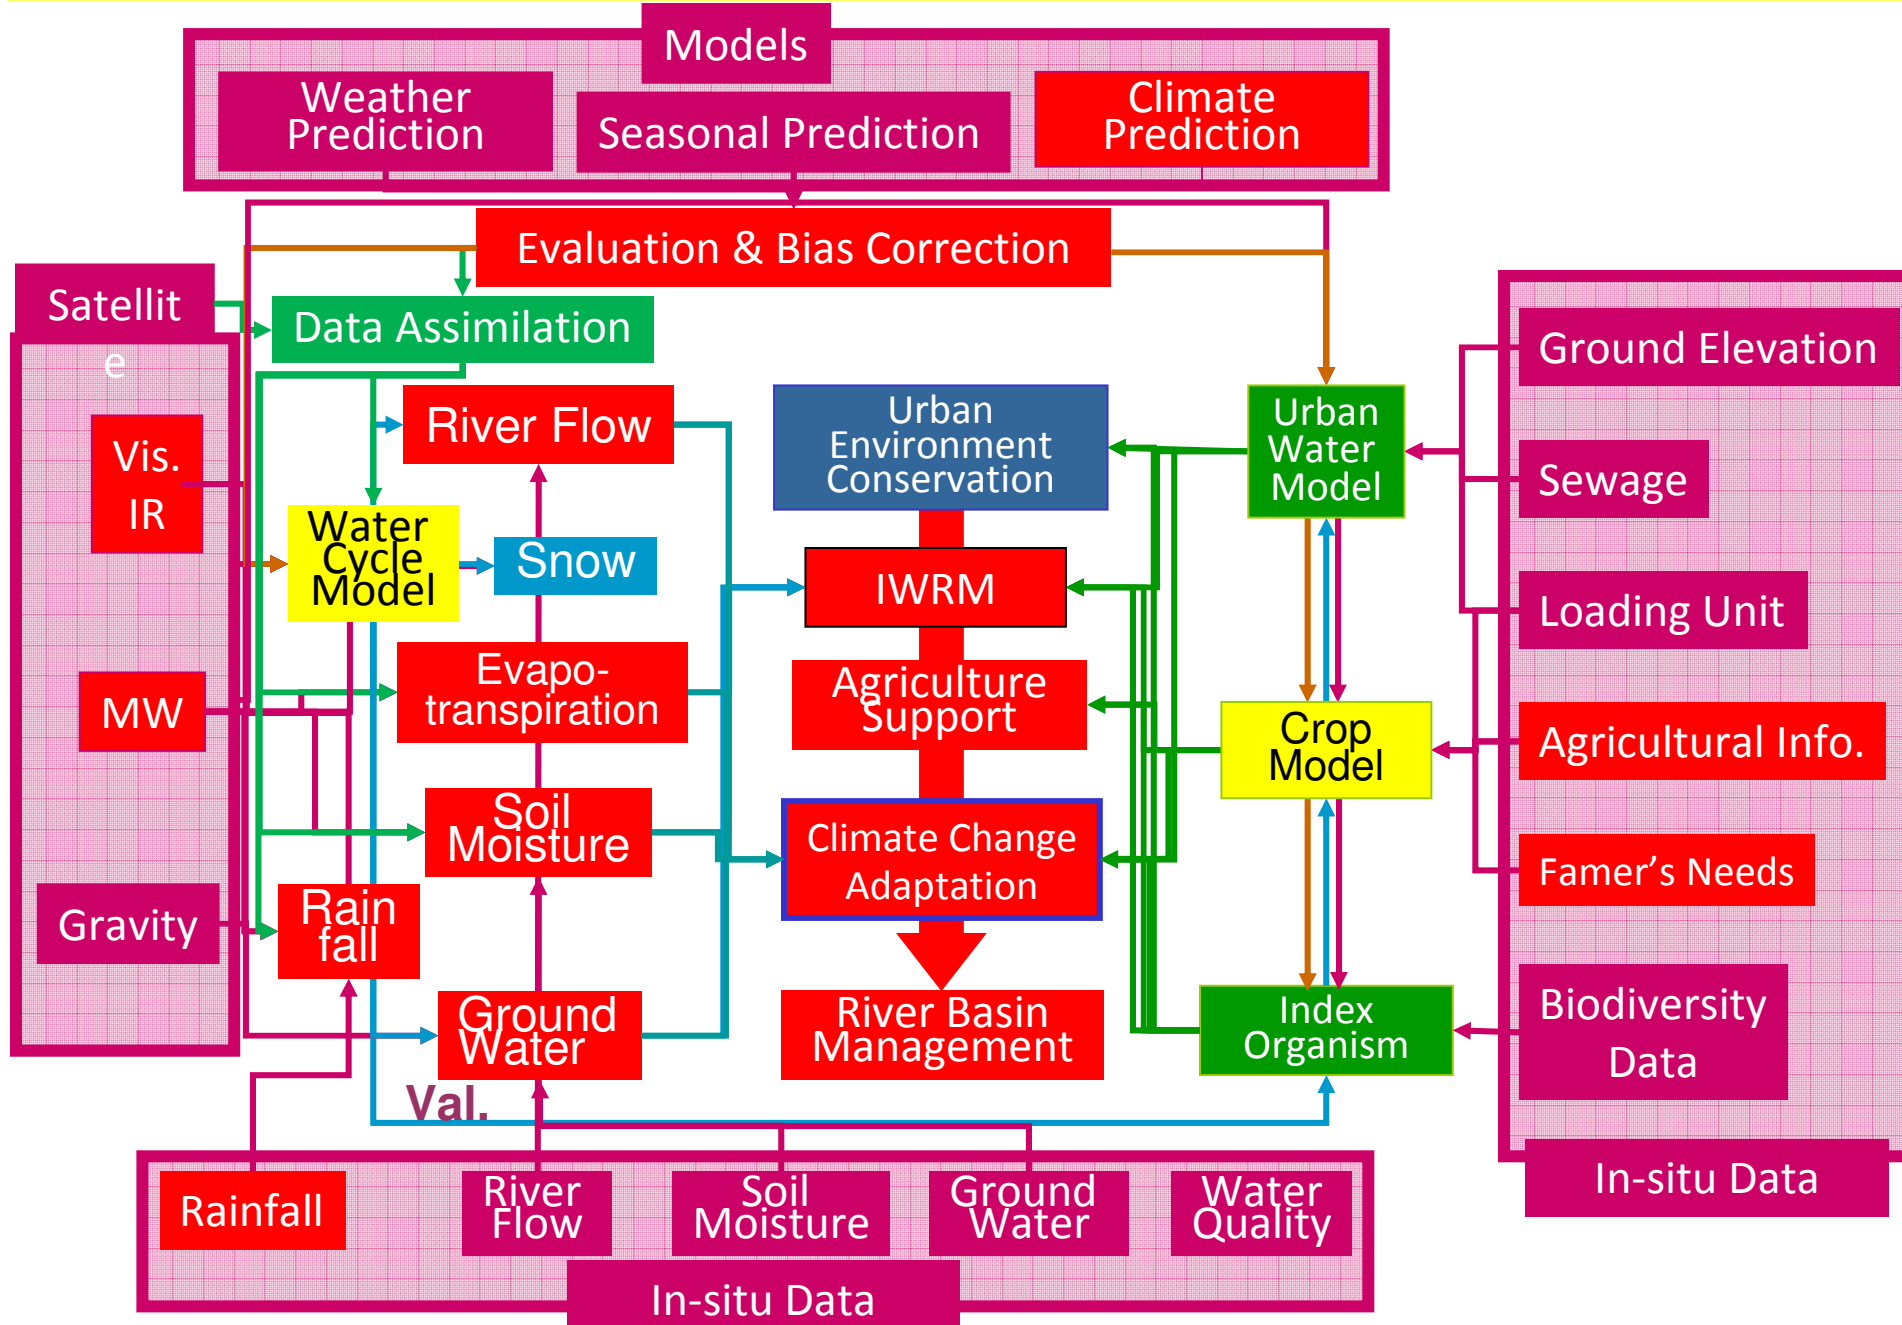 Models
Weather
Prediction
Seasonal Prediction
Climate
Prediction
Evaluation & Bias Correction
Satellit
e
Data Assimilation
Vis.
IR
MW
Gravity
River Flow
Water
Cycle
Model
Snow
Evapo-
transpiration
Soil
Moisture
Rain
fall
Ground
Water
Val.
Urban
Environment
Conservation
IWRM
Agriculture
Support
Climate Change
Adaptation
River Basin
Management
Urban
Water
Model
Crop
Model
Index
Organism
Ground Elevation
Sewage
Loading Unit
Agricultural Info.
Famer’s Needs
Biodiversity
Data
In-situ Data
Rainfall
River
Flow
Soil
Moisture
Ground
Water
Water
Quality
In-situ Data